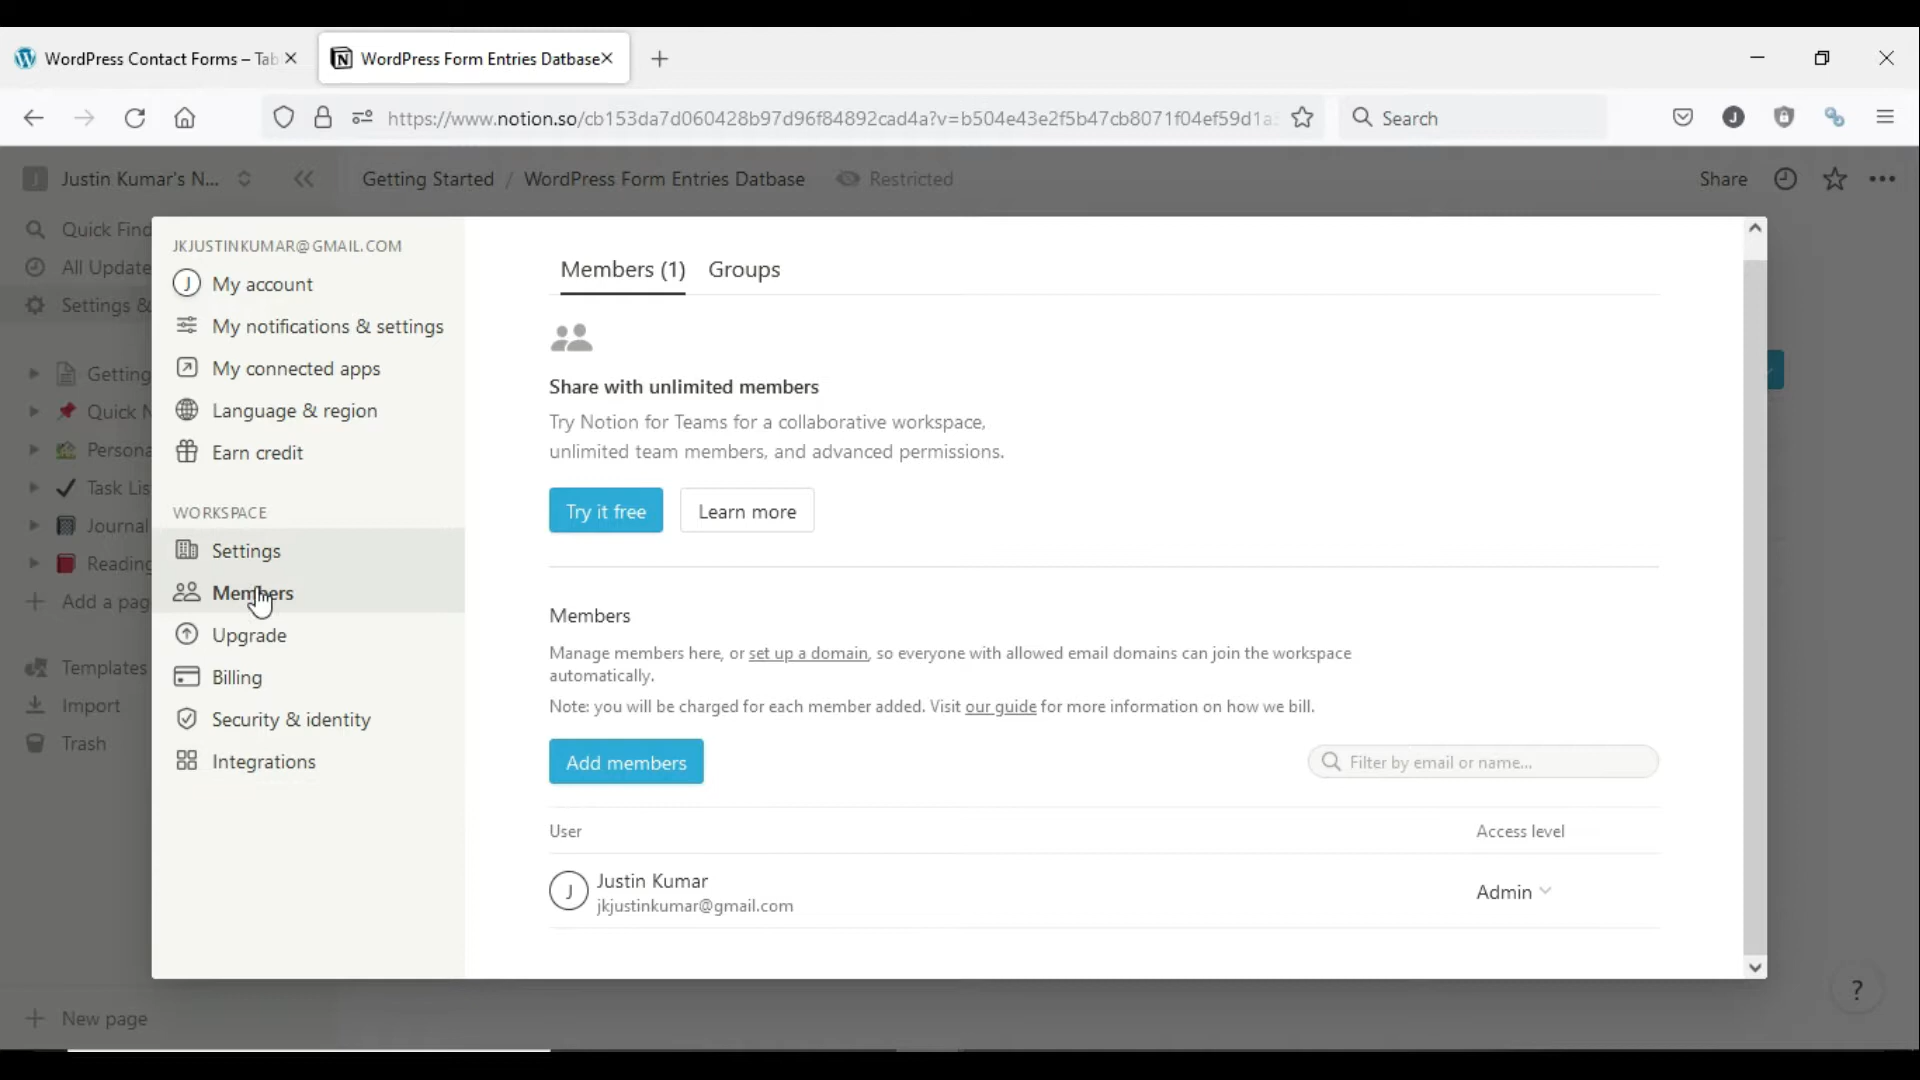 WordPress Contact Forms – Tab
WordPress Form Entries Datbase
https://www.notion.so/cb153da7d060428b97d96f84892cad4a?v=b504e43e2f5b47cb8071f04ef59d1a
Search
J
J Justin Kumar's N...
Getting Started / WordPress Form Entries Datbase
Restricted
Share
Quick Find
All Update
Settings &
Getting
Quick N
Persona
Task Lis
Journal
Reading
Add a pag
Templates
Import
Trash
New page
JKJUSTINKUMAR@GMAIL.COM
J My account
My notifications & settings
My connected apps
Language & region
Earn credit
WORKSPACE
Settings
Members
Upgrade
Billing
Security & identity
Integrations
Members (1) Groups
Share with unlimited members
Try Notion for Teams for a collaborative workspace,
unlimited team members, and advanced permissions.
Try it free
Learn more
Members
Manage members here, or set up a domain, so everyone with allowed email domains can join the workspace
automatically.
Note: you will be charged for each member added. Visit our guide for more information on how we bill.
Add members
Filter by email or name...
User Access level
J Justin Kumar
jkjustinkumar@gmail.com
Admin
?